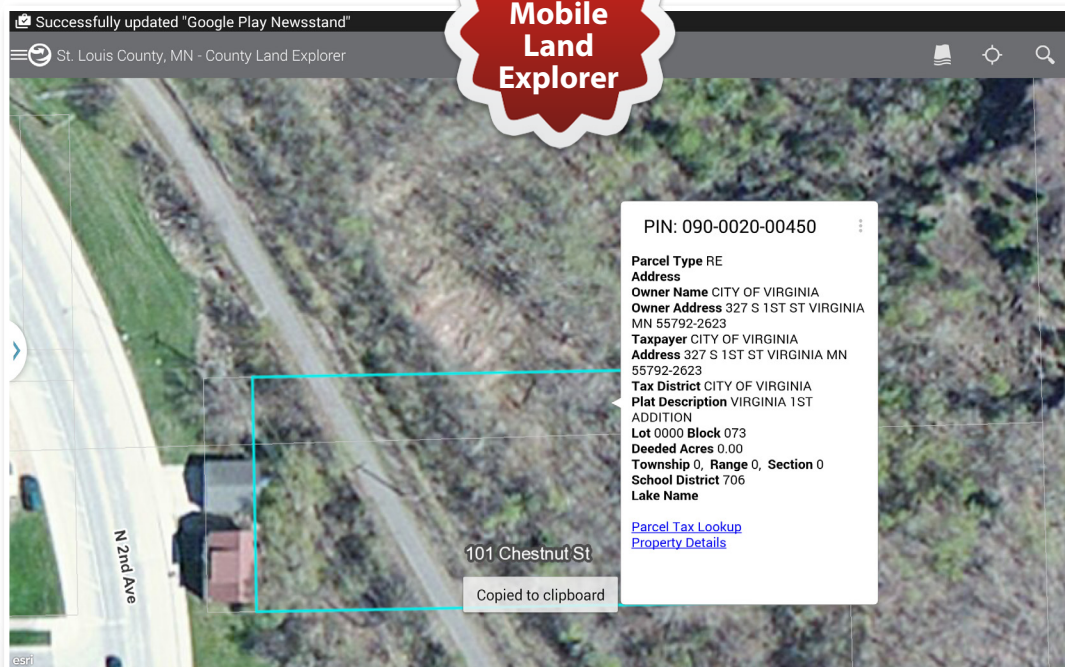 Successfully updated "Google Play Newsstand"
Mobile
Land
Explorer
St. Louis County, MN - County Land Explorer
PIN: 090-0020-00450
Parcel Type RE
Address
Owner Name CITY OF VIRGINIA
Owner Address 327 S 1ST ST VIRGINIA
MN 55792-2623
Taxpayer CITY OF VIRGINIA
Address 327 S 1ST ST VIRGINIA MN
55792-2623
Tax District CITY OF VIRGINIA
Plat Description VIRGINIA 1ST
ADDITION
Lot 0000 Block 073
Deeded Acres 0.00
Township 0, Range 0, Section 0
School District 706
Lake Name
Parcel Tax Lookup
Property Details
N 2nd Ave
101 Chestnut St
Copied to clipboard
esri